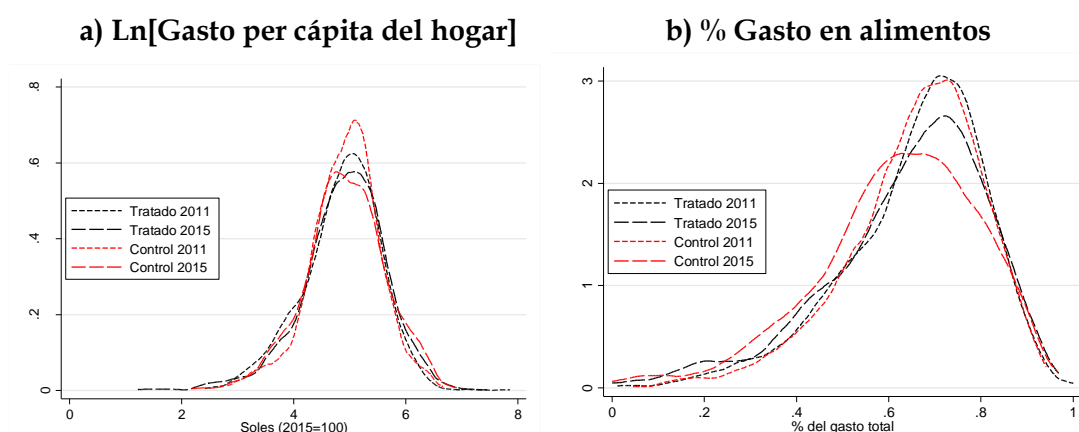 a) Ln[Gasto per cápita del hogar]
.8
.6
.4
.2
0
Tratado 2011
Tratado 2015
Control 2011
Control 2015
0 2 4 6 8
Soles (2015=100)
b) % Gasto en alimentos
3
2
1
0
Tratado 2011
Tratado 2015
Control 2011
Control 2015
0 .2 .4 .6 .8 1
% del gasto total